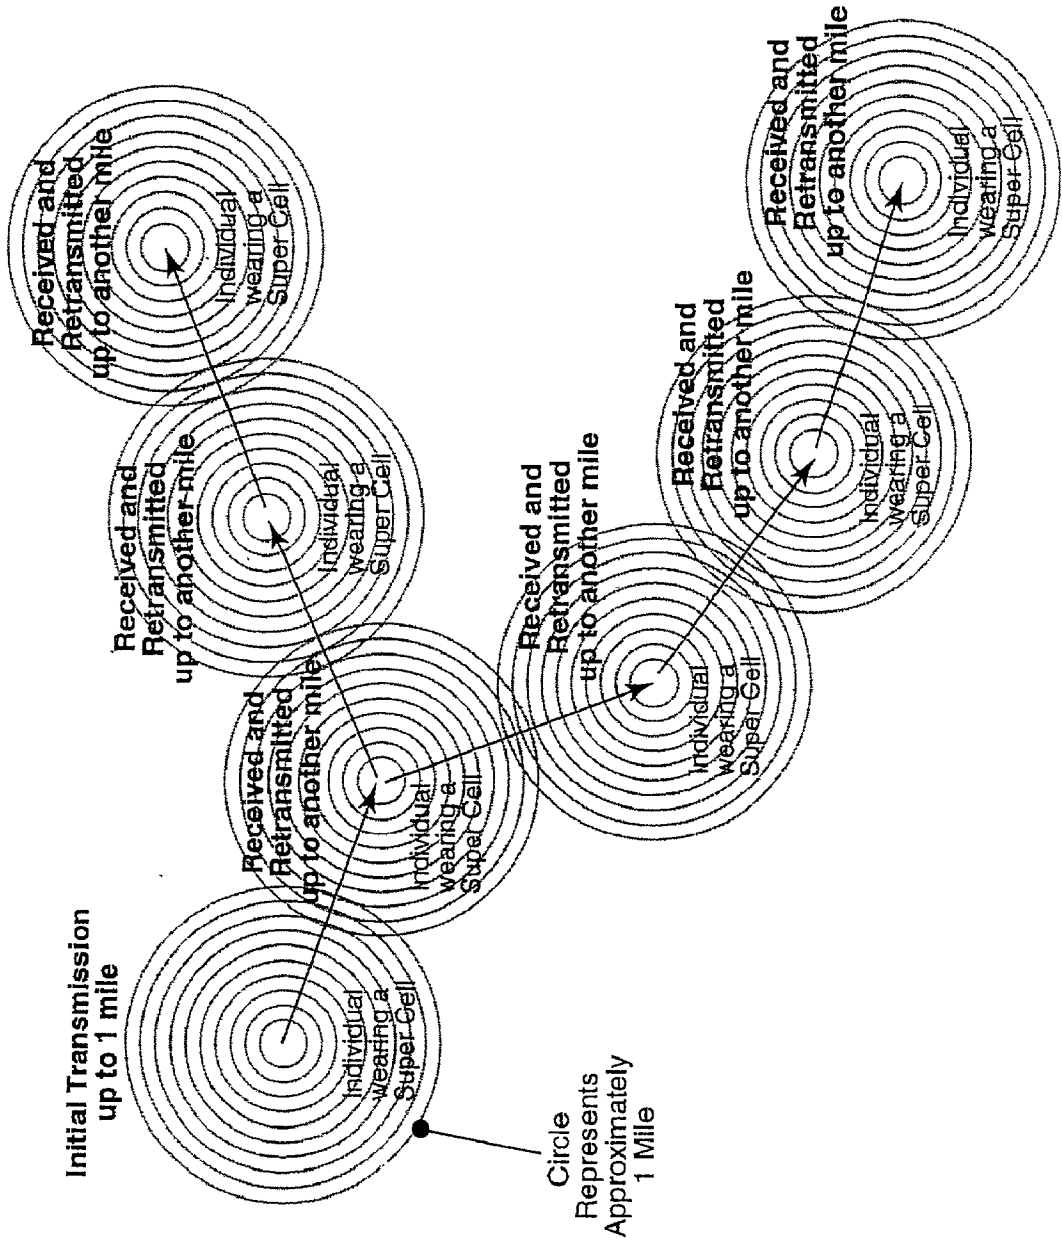 Initial Transmission
up to 1 mile
Individual
wearing a
Super Cell
Circle
Represents
Approximately
1 Mile
Received and
Retransmitted
up to another mile
Individual
wearing a
Super Cell
Received and
Retransmitted
up to another mile
Individual
wearing a
Super Cell
Received and
Retransmitted
up to another mile
Individual
wearing a
Super Cell
Received and
Retransmitted
up to another mile
Individual
wearing a
Super Cell
Received and
Retransmitted
up to another mile
Individual
wearing a
Super Cell
Received and
Retransmitted
up to another mile
Individual
wearing a
Super Cell